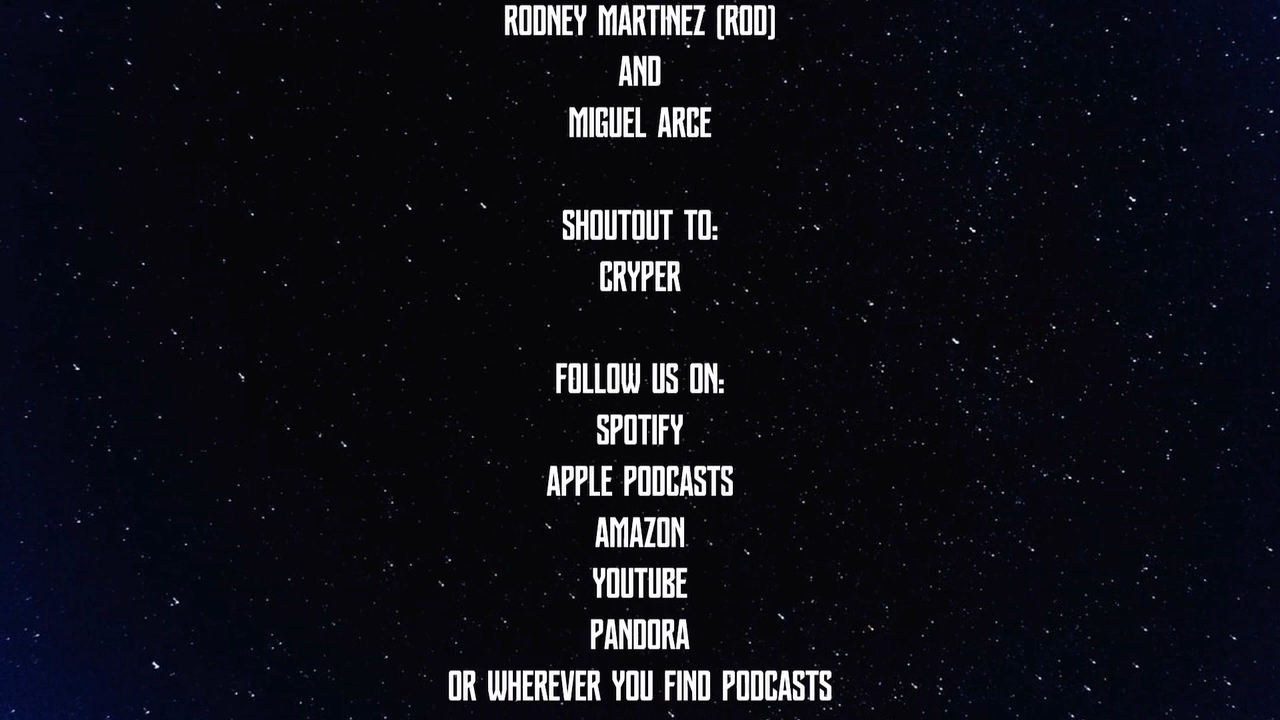 RODNEY MARTINEZ (ROD)
AND
MIGUEL ARCE
SHOUTOUT TO:
CRYPER
FOLLOW US ON:
SPOTIFY
APPLE PODCASTS
AMAZON
YOUTUBE
PANDORA
OR WHEREVER YOU FIND PODCASTS